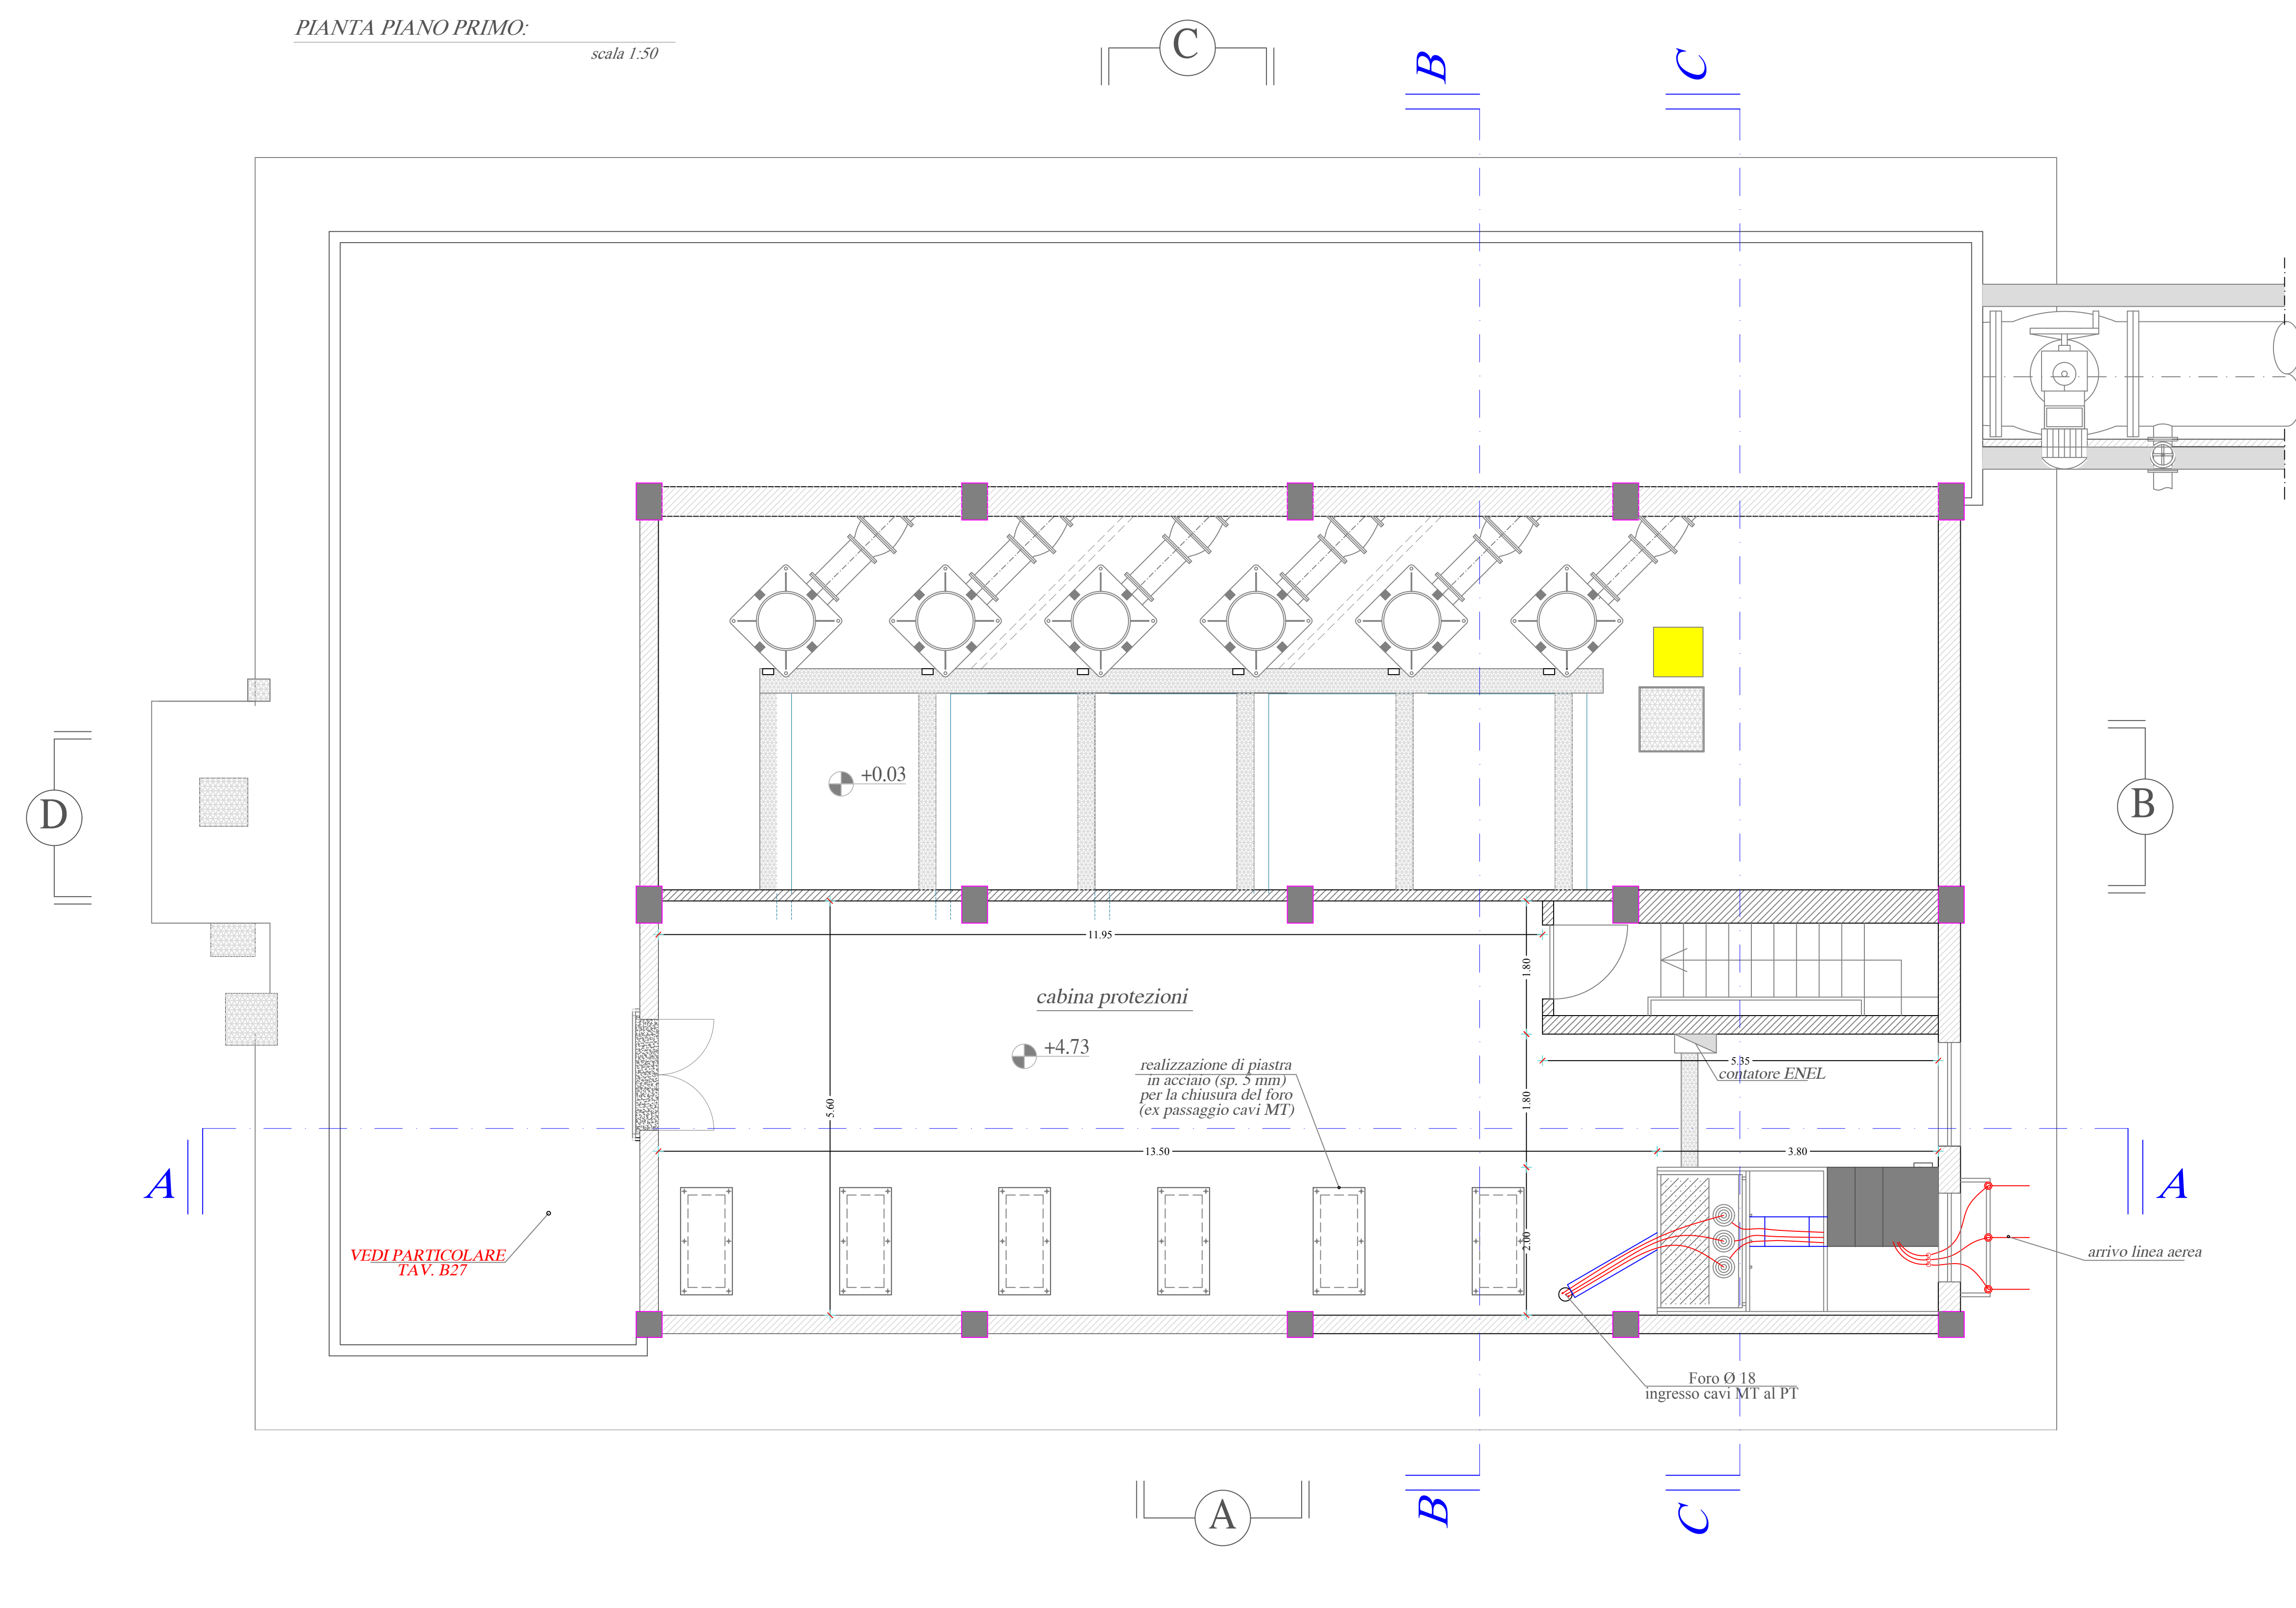 PIANTA PIANO PRIMO:
scala 1:50
C
B
C
+0.03
D
B
11.95
1.80
cabina protezioni
+4.73
realizzazione di piastra
in acciaio (sp. 5 mm)
per la chiusura del foro
(ex passaggio cavi MT)
5.35
contatore ENEL
5.60
1.80
13.50
3.80
A
A
2.00
VEDI PARTICOLARE
TAV. B27
arrivo linea aerea
Foro Ø 18
ingresso cavi MT al PT
B
C
A